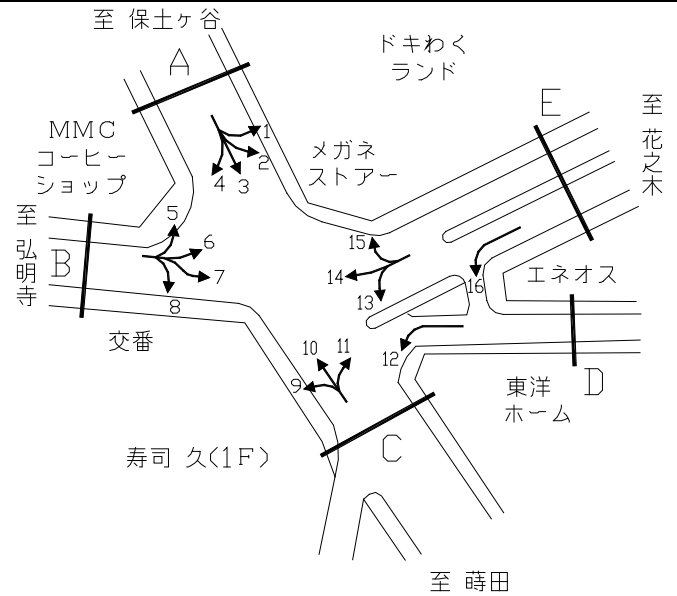 至 保土ヶ谷
ドキわく
ランド
A
E
至 花之木
MMC
コーヒー
ショップ
メガネ
ストアー
1
2
3
4
至 弘明寺
B
5
6
7
8
15
14
13
16
エネオス
交番
10
11
9
12
D
東洋
ホーム
C
寿司 久(1F)
至 蒔田